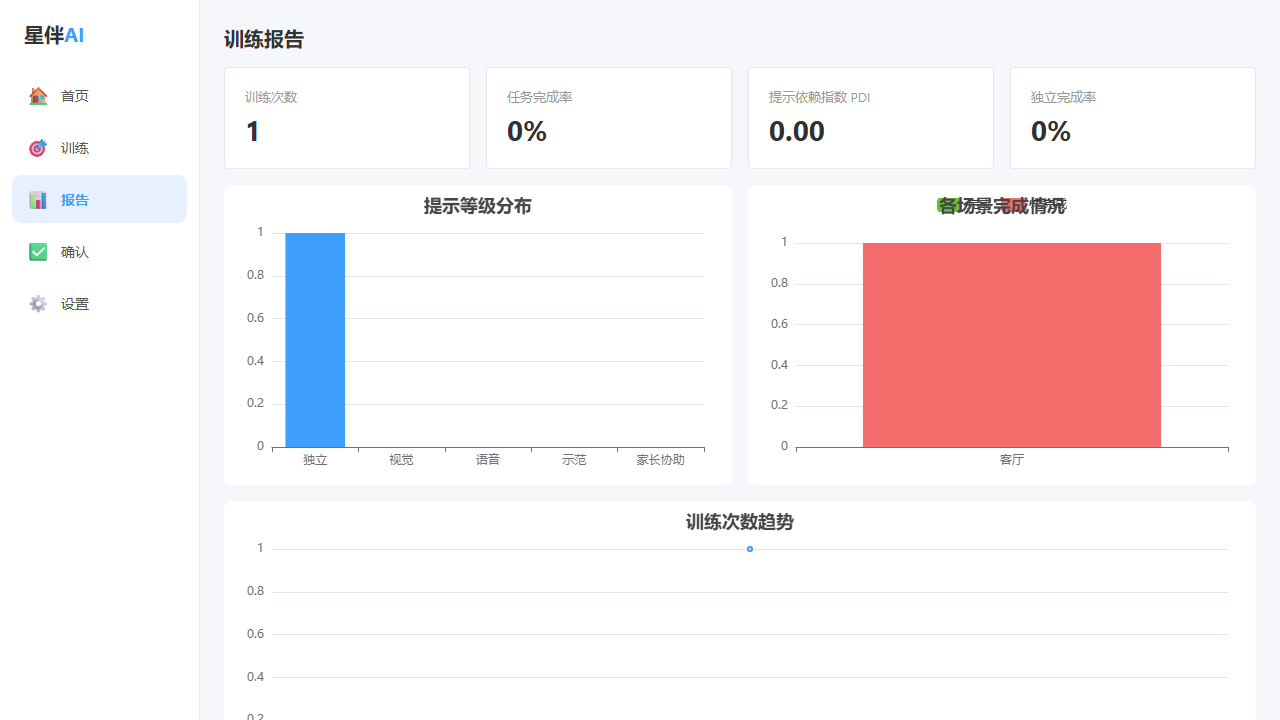 星伴AI
首页
训练
报告
确认
设置
训练报告
训练次数
1
任务完成率
0%
提示依赖指数 PDI
0.00
独立完成率
0%
提示等级分布
1
0.8
0.6
0.4
0.2
0
独立
视觉
语音
示范
家长协助
各场景完成情况
1
0.8
0.6
0.4
0.2
0
客厅
训练次数趋势
1
0.8
0.6
0.4
0.2